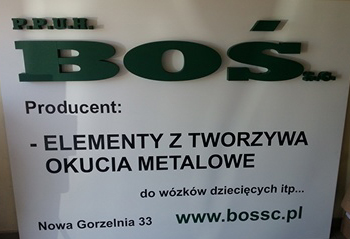 P.P.U.H.
BOŚ s.c.
Producent:
- ELEMENTY Z TWORZYWA
OKUCIA METALOWE
do wózków dziecięcych itp...
Nowa Gorzelnia 33 www.bossc.pl